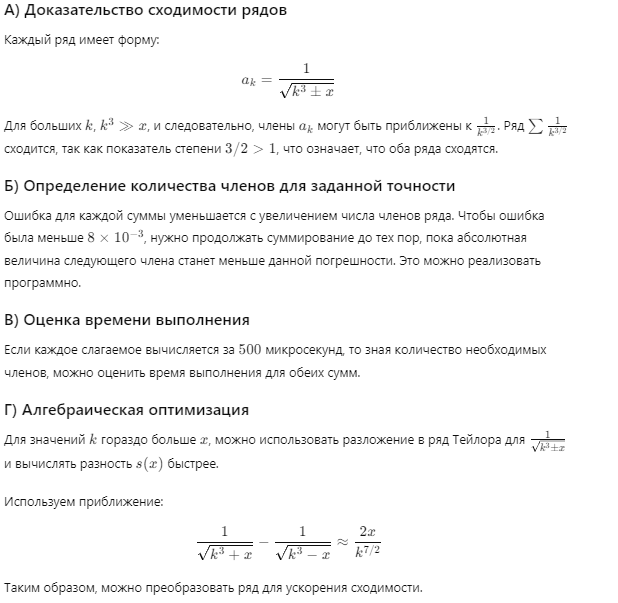 А) Доказательство сходимости рядов
Каждый ряд имеет форму:
a_k = \frac{1}{\sqrt{k^3 \pm x}}
Для больших k, k^3 ≫ x, и следовательно, члены a_k могут быть приближены к \frac{1}{k^{3/2}}. Ряд \sum \frac{1}{k^{3/2}}
сходится, так как показатель степени 3/2 > 1, что означает, что оба ряда сходятся.
Б) Определение количества членов для заданной точности
Ошибка для каждой суммы уменьшается с увеличением числа членов ряда. Чтобы ошибка
была меньше 8 × 10^{-3}, нужно продолжать суммирование до тех пор, пока абсолютная
величина следующего члена станет меньше данной погрешности. Это можно реализовать
программно.
В) Оценка времени выполнения
Если каждое слагаемое вычисляется за 500 микросекунд, то зная количество необходимых
членов, можно оценить время выполнения для обеих сумм.
Г) Алгебраическая оптимизация
Для значений k гораздо больше x, можно использовать разложение в ряд Тейлора для \frac{1}{\sqrt{k^3 \pm x}}
и вычислять разность s(x) быстрее.
Используем приближение:
\frac{1}{\sqrt{k^3 + x}} - \frac{1}{\sqrt{k^3 - x}} ≈ \frac{2x}{k^{7/2}}
Таким образом, можно преобразовать ряд для ускорения сходимости.